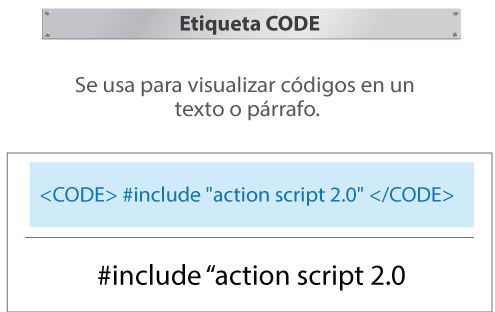 Etiqueta CODE
Se usa para visualizar códigos en un
texto o párrafo.
<CODE> #include "action script 2.0" </CODE>
#include “action script 2.0